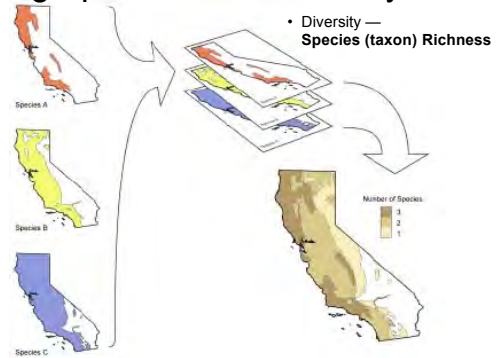 • Diversity —
Species (taxon) Richness
Species A
Species B
Species C
Number of Species
3
2
1